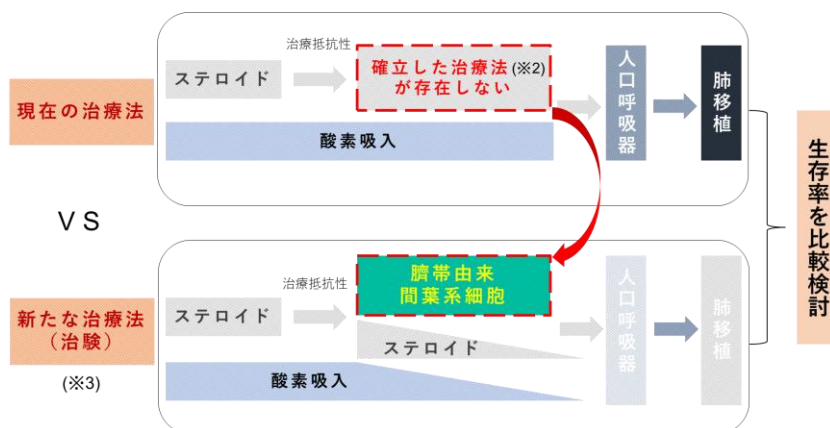 現在の治療法
ステロイド
治療抵抗性
確立した治療法(※2)
が存在しない
人口呼吸器
肺移植
酸素吸入
VS
新たな治療法
(治験)
(※3)
ステロイド
治療抵抗性
臍帯由来
間葉系細胞
ステロイド
酸素吸入
人口呼吸器
肺移植
生存率を比較検討